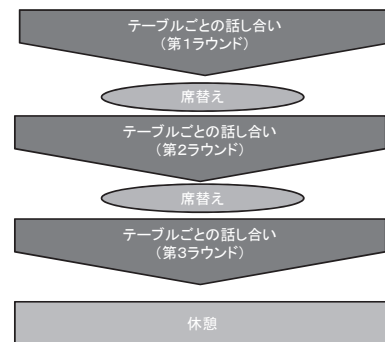 テーブルごとの話し合い
(第1ラウンド)
席替え
テーブルごとの話し合い
(第2ラウンド)
席替え
テーブルごとの話し合い
(第3ラウンド)
休憩